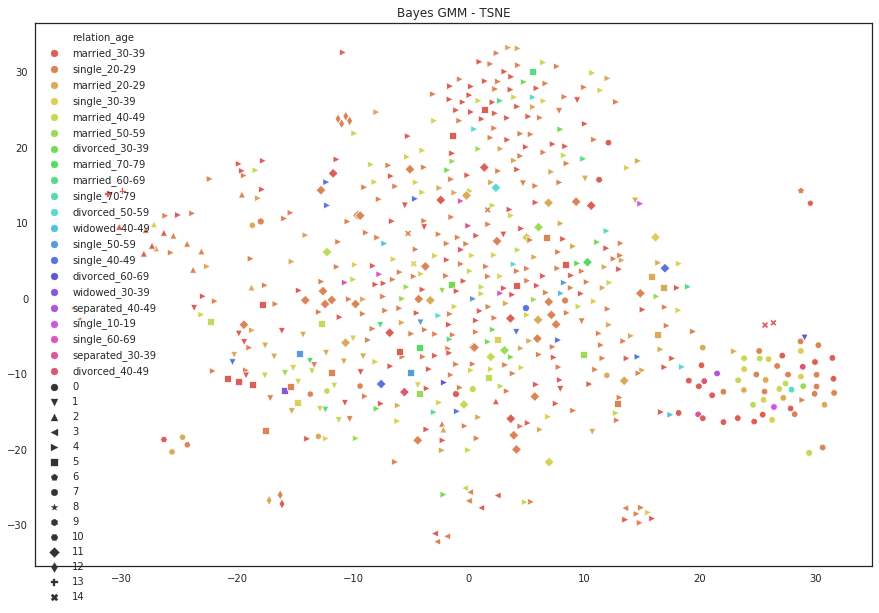 Bayes GMM - TSNE
relation_age
married_30-39
single_20-29
married_20-29
single_30-39
married_40-49
married_50-59
divorced_30-39
married_70-79
married_60-69
single_70-79
divorced_50-59
widowed_40-49
single_50-59
single_40-49
divorced_60-69
widowed_30-39
separated_40-49
single_10-19
single_60-69
separated_30-39
divorced_40-49
0
1
2
3
4
5
6
7
8
9
10
11
12
13
14
30
20
10
0
−10
−20
−30
−30
−20
−10
0
10
20
30